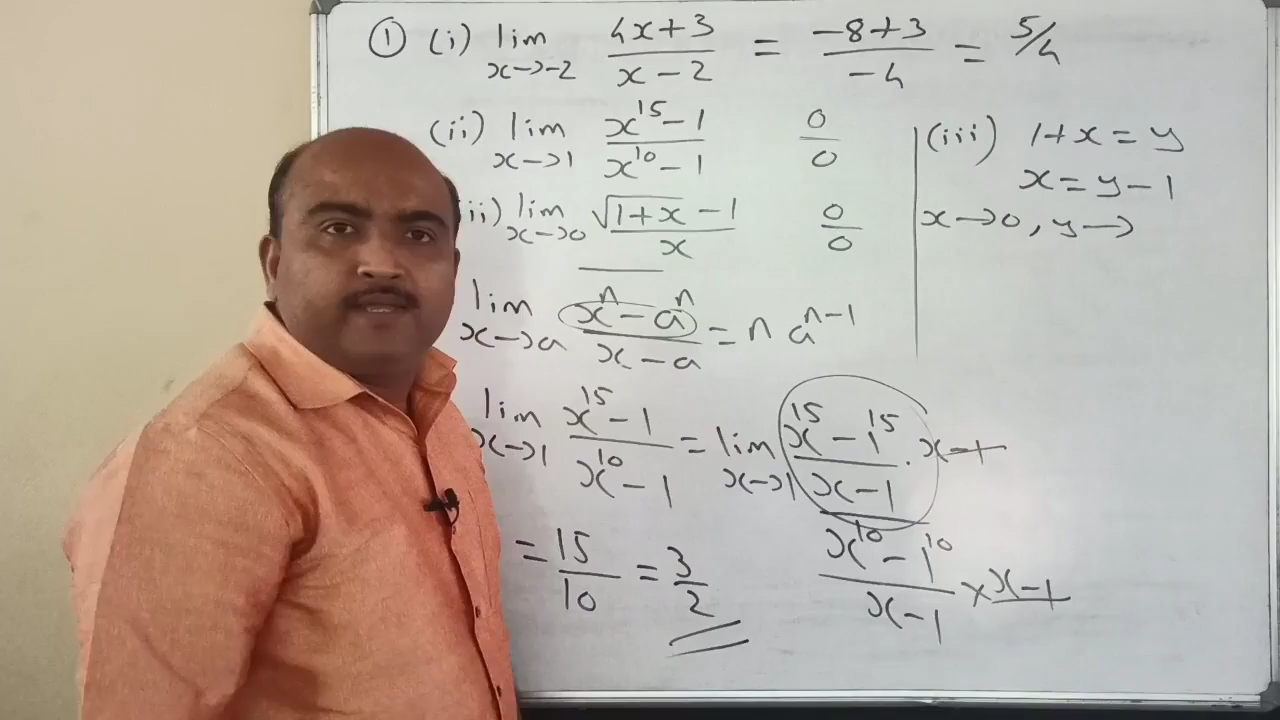 ① (i) lim x→-2 4x+3/x-2 = -8+3/-4 = 5/4
(ii) lim x→1 x^15-1/x^10-1 0/0
ii) lim x→0 √1+x -1/x 0/0
lim x→a x^n-a^n/x-a = n a^n-1
lim x→1 x^15-1/x^10-1 = lim x→1 x^15-1^15/x-1 . x-1
x^10-1^10/x-1 × x-1
= 15/10 = 3/2
(iii) 1+x=y
x=y-1
x→0, y→